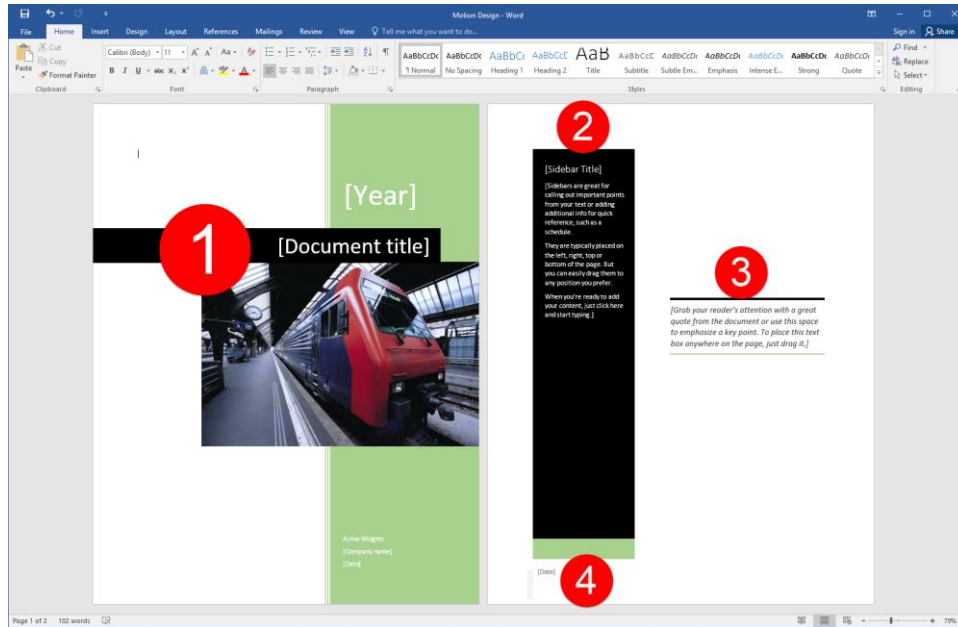 Motion Design - Word
File Home Insert Design Layout References Mailings Review View Tell me what you want to do... Sign in Share
Cut
Copy
Paste
Format Painter
Calibri (Body) 11
Find
Replace
Select
AaBbCcDc AaBbCcDc AaBbCc AaBbCcC AaB AaBbCcC AaBbCcDc AaBbCcDc AaBbCcDc AaBbCcDc AaBbCcDc
¶ Normal No Spacing Heading 1 Heading 2 Title Subtitle Subtle Em... Emphasis Intense E... Strong Quote
Clipboard Font Paragraph Styles Editing
[Year]
1
[Document title]
Acme Widgets
[Company name]
[Date]
2
[Sidebar Title]
[Sidebars are great for
calling out important points
from your text or adding
additional info for quick
reference, such as a
schedule.
They are typically placed on
the left, right, top or
bottom of the page. But
you can easily drag them to
any position you prefer.
When you're ready to add
your content, just click here
and start typing.]
3
[Grab your reader's attention with a great
quote from the document or use this space
to emphasize a key point. To place this text
box anywhere on the page, just drag it.]
[Date]
4
Page 1 of 2 102 words 79%